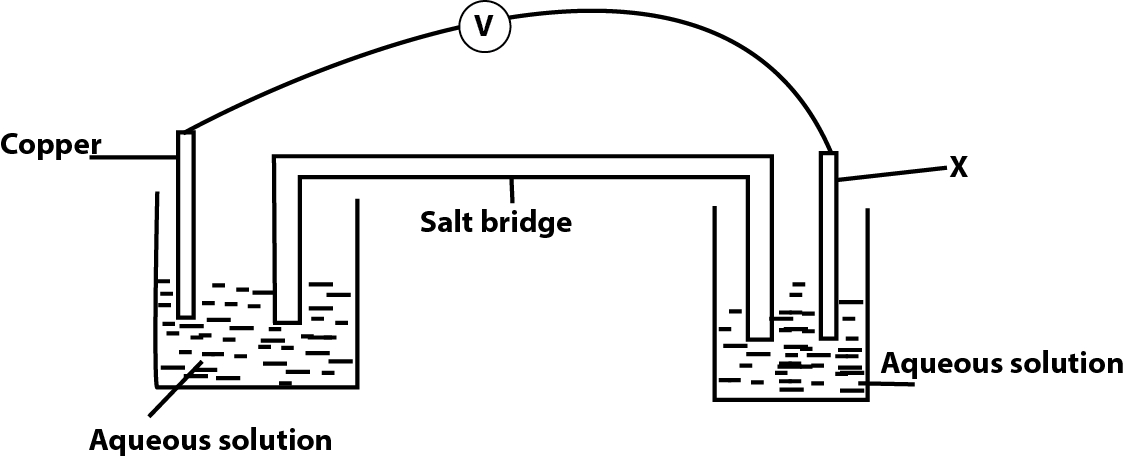 V
Copper
X
Salt bridge
Aqueous solution
Aqueous solution